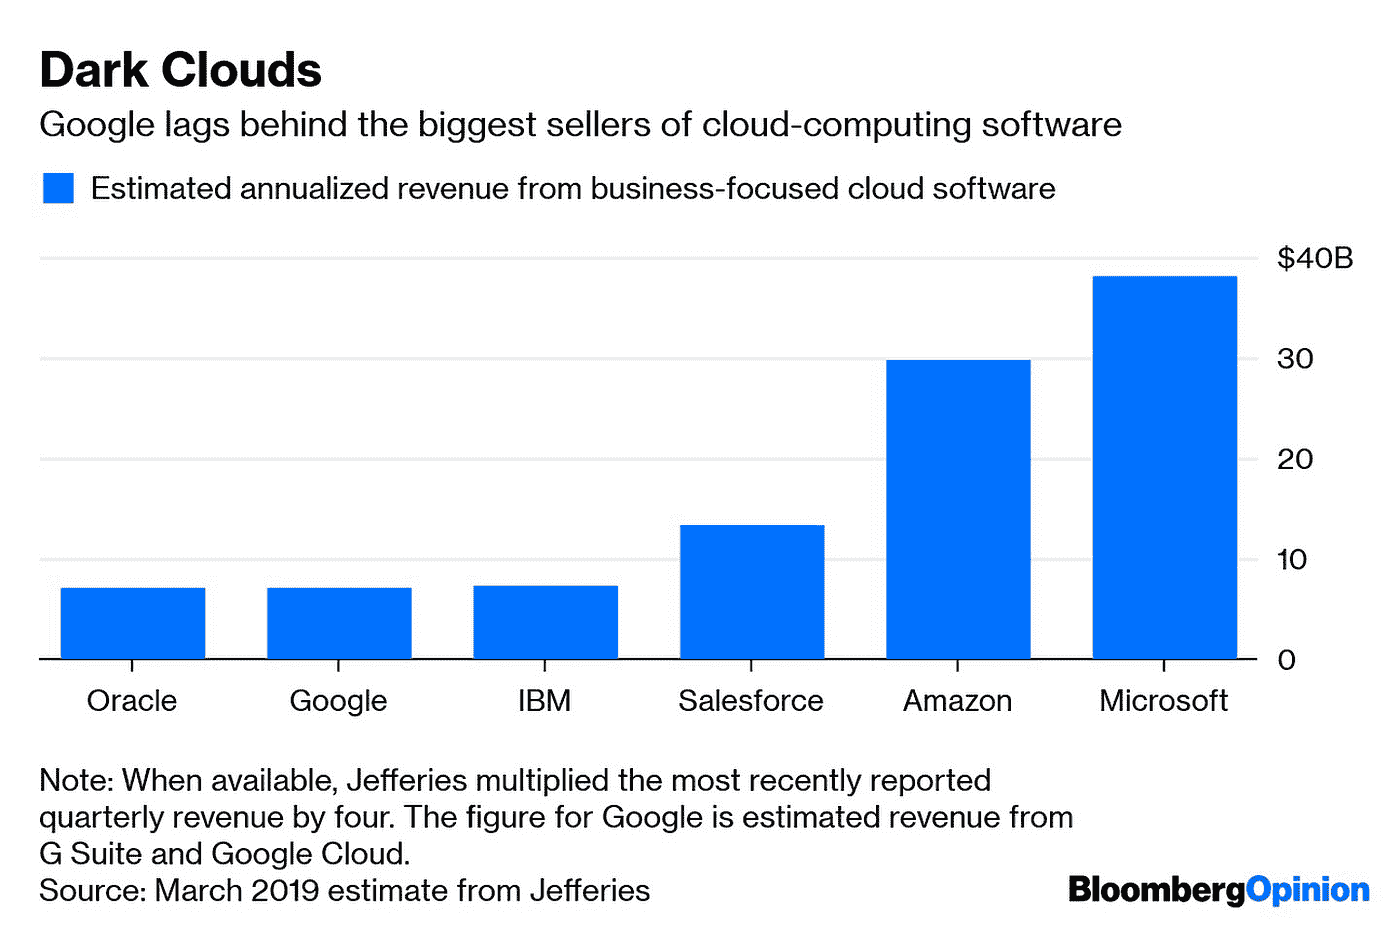 Dark Clouds
Google lags behind the biggest sellers of cloud-computing software
Estimated annualized revenue from business-focused cloud software
$40B
30
20
10
0
Oracle
Google
IBM
Salesforce
Amazon
Microsoft
Note: When available, Jefferies multiplied the most recently reported
quarterly revenue by four. The figure for Google is estimated revenue from
G Suite and Google Cloud.
Source: March 2019 estimate from Jefferies
BloombergOpinion